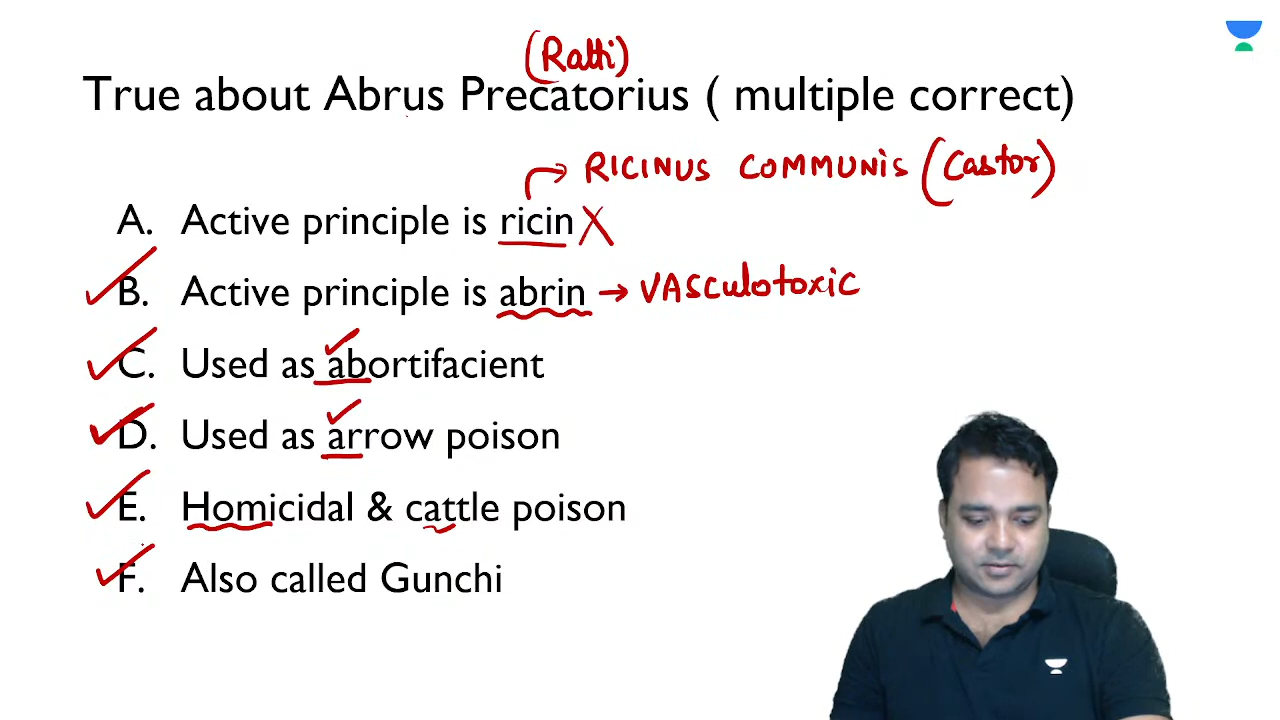 (Ratti)
True about Abrus Precatorius ( multiple correct)
RICINUS COMMUNIS (Castor)
A. Active principle is ricin X
B. Active principle is abrin → VASCULOTOXIC
C. Used as abortifacient
D. Used as arrow poison
E. Homicidal & cattle poison
F. Also called Gunchi